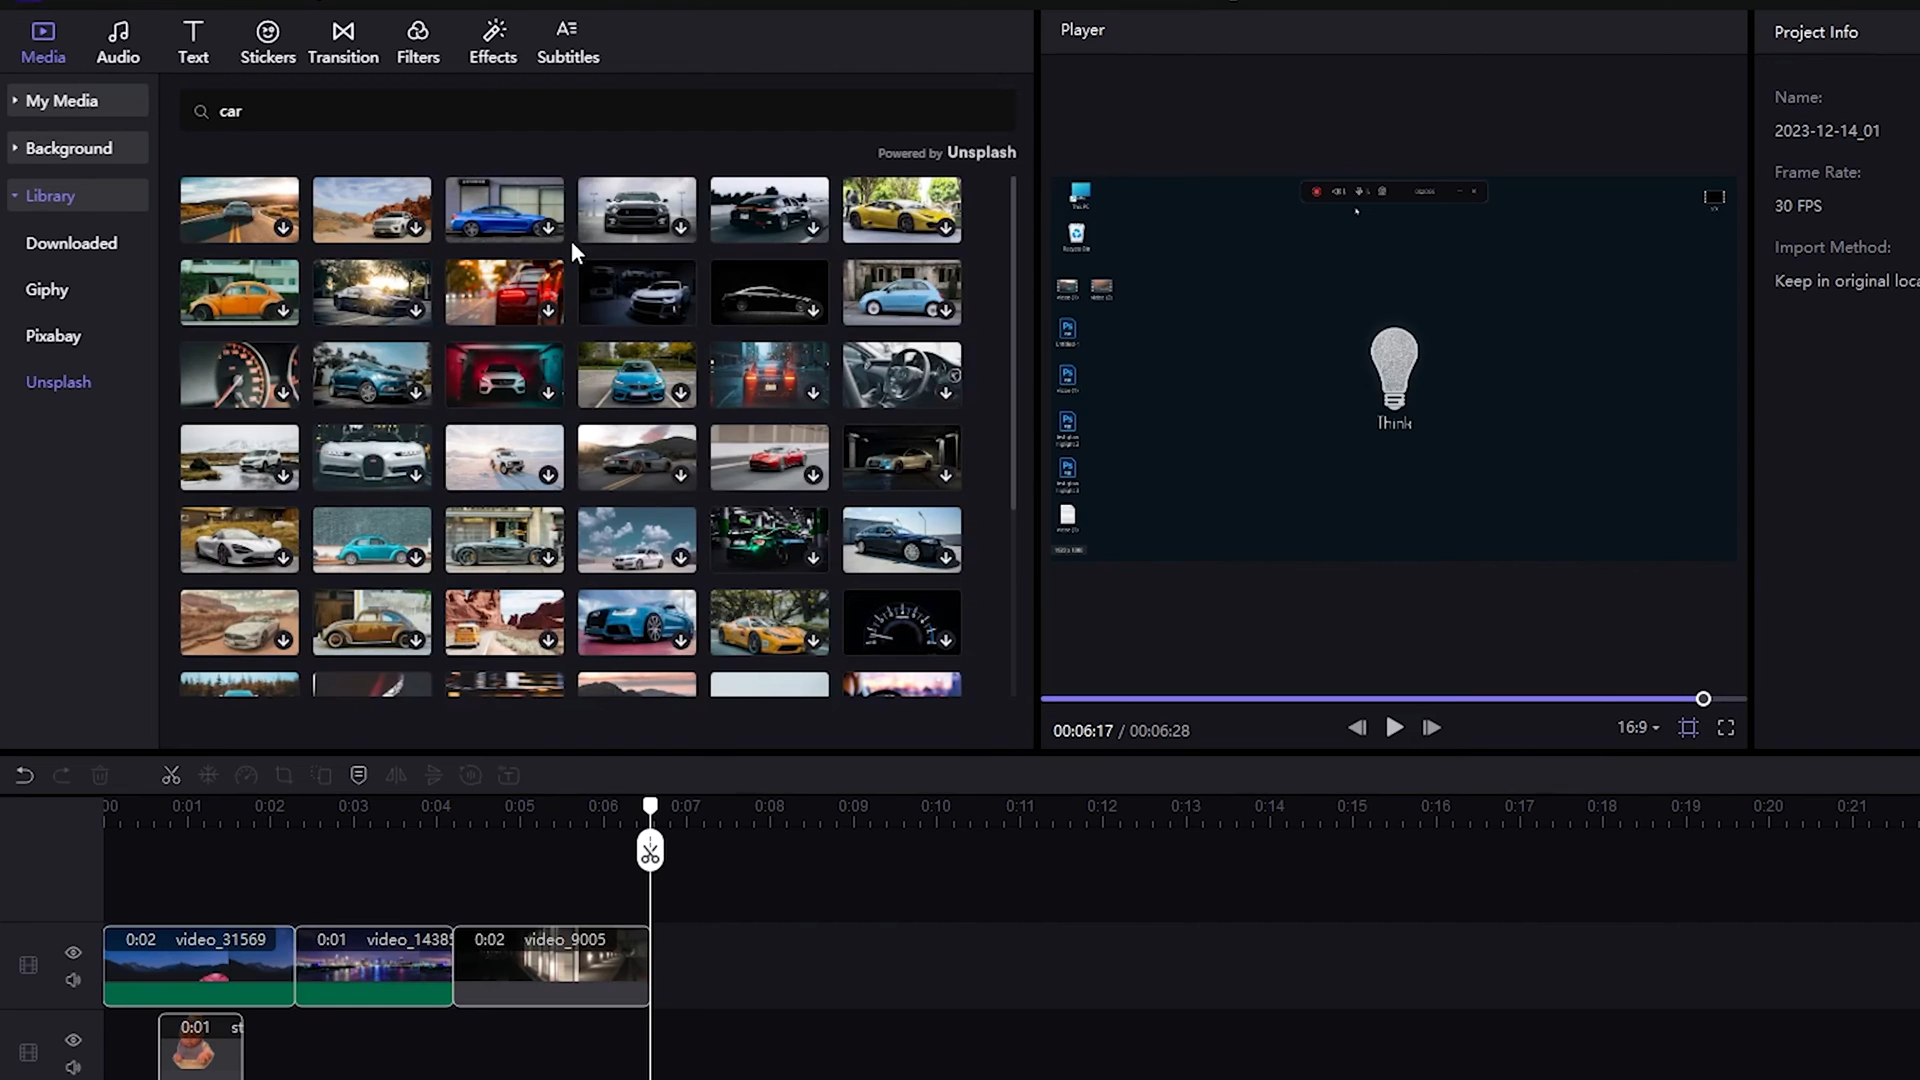 Media
Audio
Text
Stickers
Transition
Filters
Effects
Subtitles
Player
Project Info
My Media
Background
Library
Downloaded
Giphy
Pixabay
Unsplash
car
Powered by Unsplash
Think
Name:
2023-12-14_01
Frame Rate:
30 FPS
Import Method:
Keep in original loca
00:06:17 / 00:06:28
16:9
00 0:01 0:02 0:03 0:04 0:05 0:06 0:07 0:08 0:09 0:10 0:11 0:12 0:13 0:14 0:15 0:16 0:17 0:18 0:19 0:20 0:21
0:02 video_31569
0:01 video_14385
0:02 video_9005
0:01 st